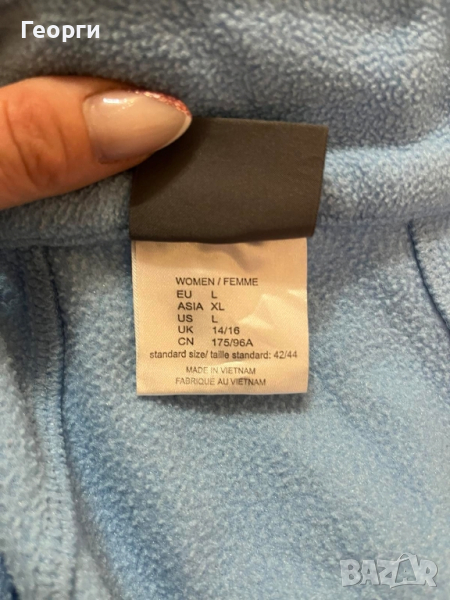 Георги
WOMEN / FEMME
EU L
ASIA XL
US L
UK 14/16
CN 175/96A
standard size/ taille standard: 42/44
MADE IN VIETNAM
FABRIQUE AU VIETNAM
BAZAR